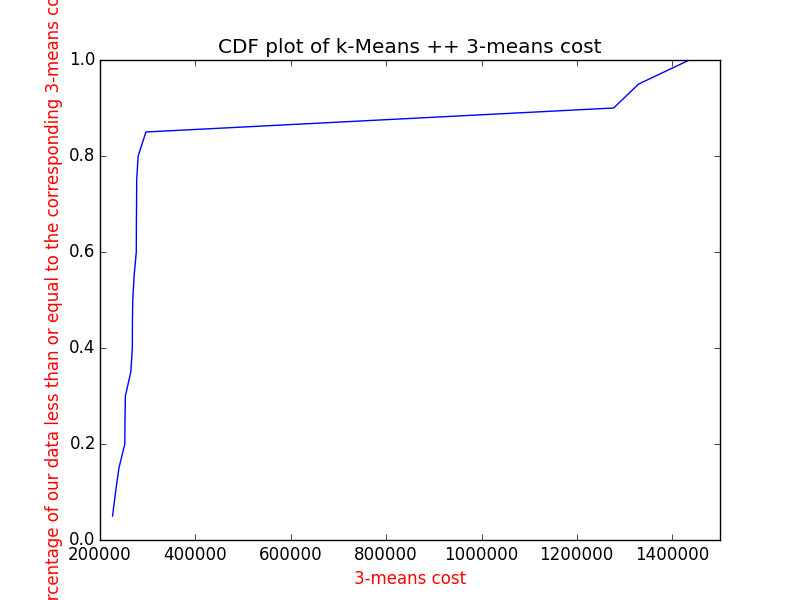 CDF plot of k-Means ++ 3-means cost
rcentage of our data less than or equal to the corresponding 3-means co
1.0
0.8
0.6
0.4
0.2
0.0
200000 400000 600000 800000 1000000 1200000 1400000
3-means cost